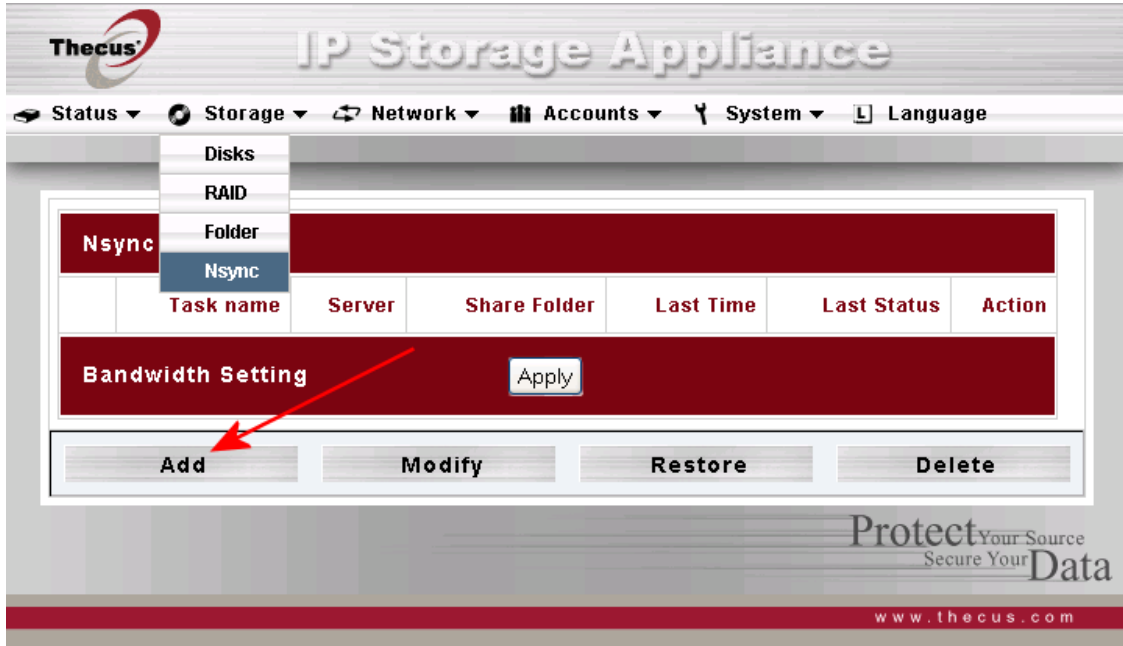 Thecus
IP Storage Appliance
Status Storage Network Accounts System L Language
Disks
RAID
Folder
Nsync
Nsync
Task name Server Share Folder Last Time Last Status Action
Bandwidth Setting Apply
Add Modify Restore Delete
Protect Your Source
Secure Your Data
www.thecus.com